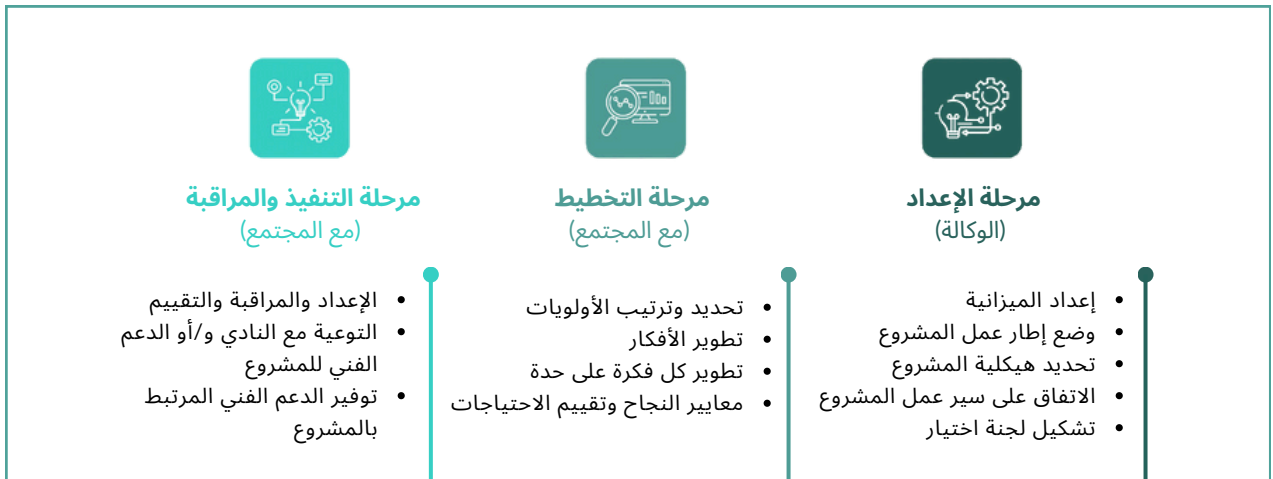 مرحلة الإعداد
(الوكالة)
• إعداد الميزانية
• وضع إطار عمل المشروع
• تحديد هيكلية المشروع
• الاتفاق على سير عمل المشروع
• تشكيل لجنة اختيار
مرحلة التخطيط
(مع المجتمع)
• تحديد وترتيب الأولويات
• تطوير الأفكار
• تطوير كل فكرة على حدة
• معايير النجاح وتقييم الاحتياجات
مرحلة التنفيذ والمراقبة
(مع المجتمع)
• الإعداد والمراقبة والتقييم
• التوعية مع النادي و/أو الدعم
الفني للمشروع
• توفير الدعم الفني المرتبط
بالمشروع